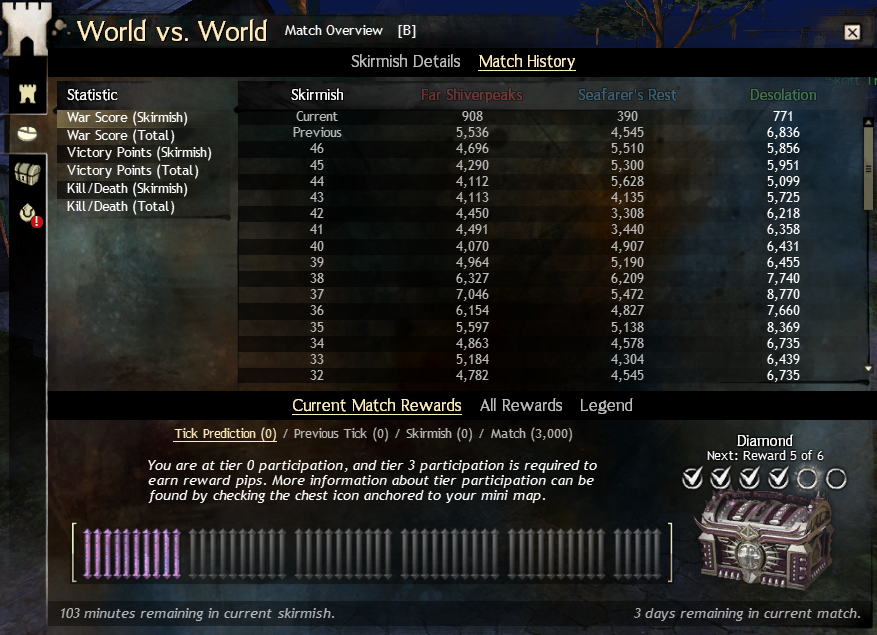 World vs. World Match Overview [B]
Skirmish Details Match History
Statistic Skirmish Far Shiverpeaks Seafarer's Rest Desolation
War Score (Skirmish) Current 908 390 771
War Score (Total) Previous 5,536 4,545 6,836
Victory Points (Skirmish) 46 4,696 5,510 5,856
Victory Points (Total) 45 4,290 5,300 5,951
Kill/Death (Skirmish) 44 4,112 5,628 5,099
Kill/Death (Total) 43 4,113 4,135 5,725
42 4,450 3,308 6,218
41 4,491 3,440 6,358
40 4,070 4,907 6,431
39 4,964 5,190 6,455
38 6,327 6,209 7,740
37 7,046 5,472 8,770
36 6,154 4,827 7,660
35 5,597 5,138 8,369
34 4,863 4,578 6,735
33 5,184 4,304 6,439
32 4,782 4,545 6,735
Current Match Rewards All Rewards Legend
Tick Prediction (0) / Previous Tick (0) / Skirmish (0) / Match (3,000)
You are at tier 0 participation, and tier 3 participation is required to
earn reward pips. More information about tier participation can be
found by checking the chest icon anchored to your mini map.
Diamond
Next: Reward 5 of 6
103 minutes remaining in current skirmish. 3 days remaining in current match.